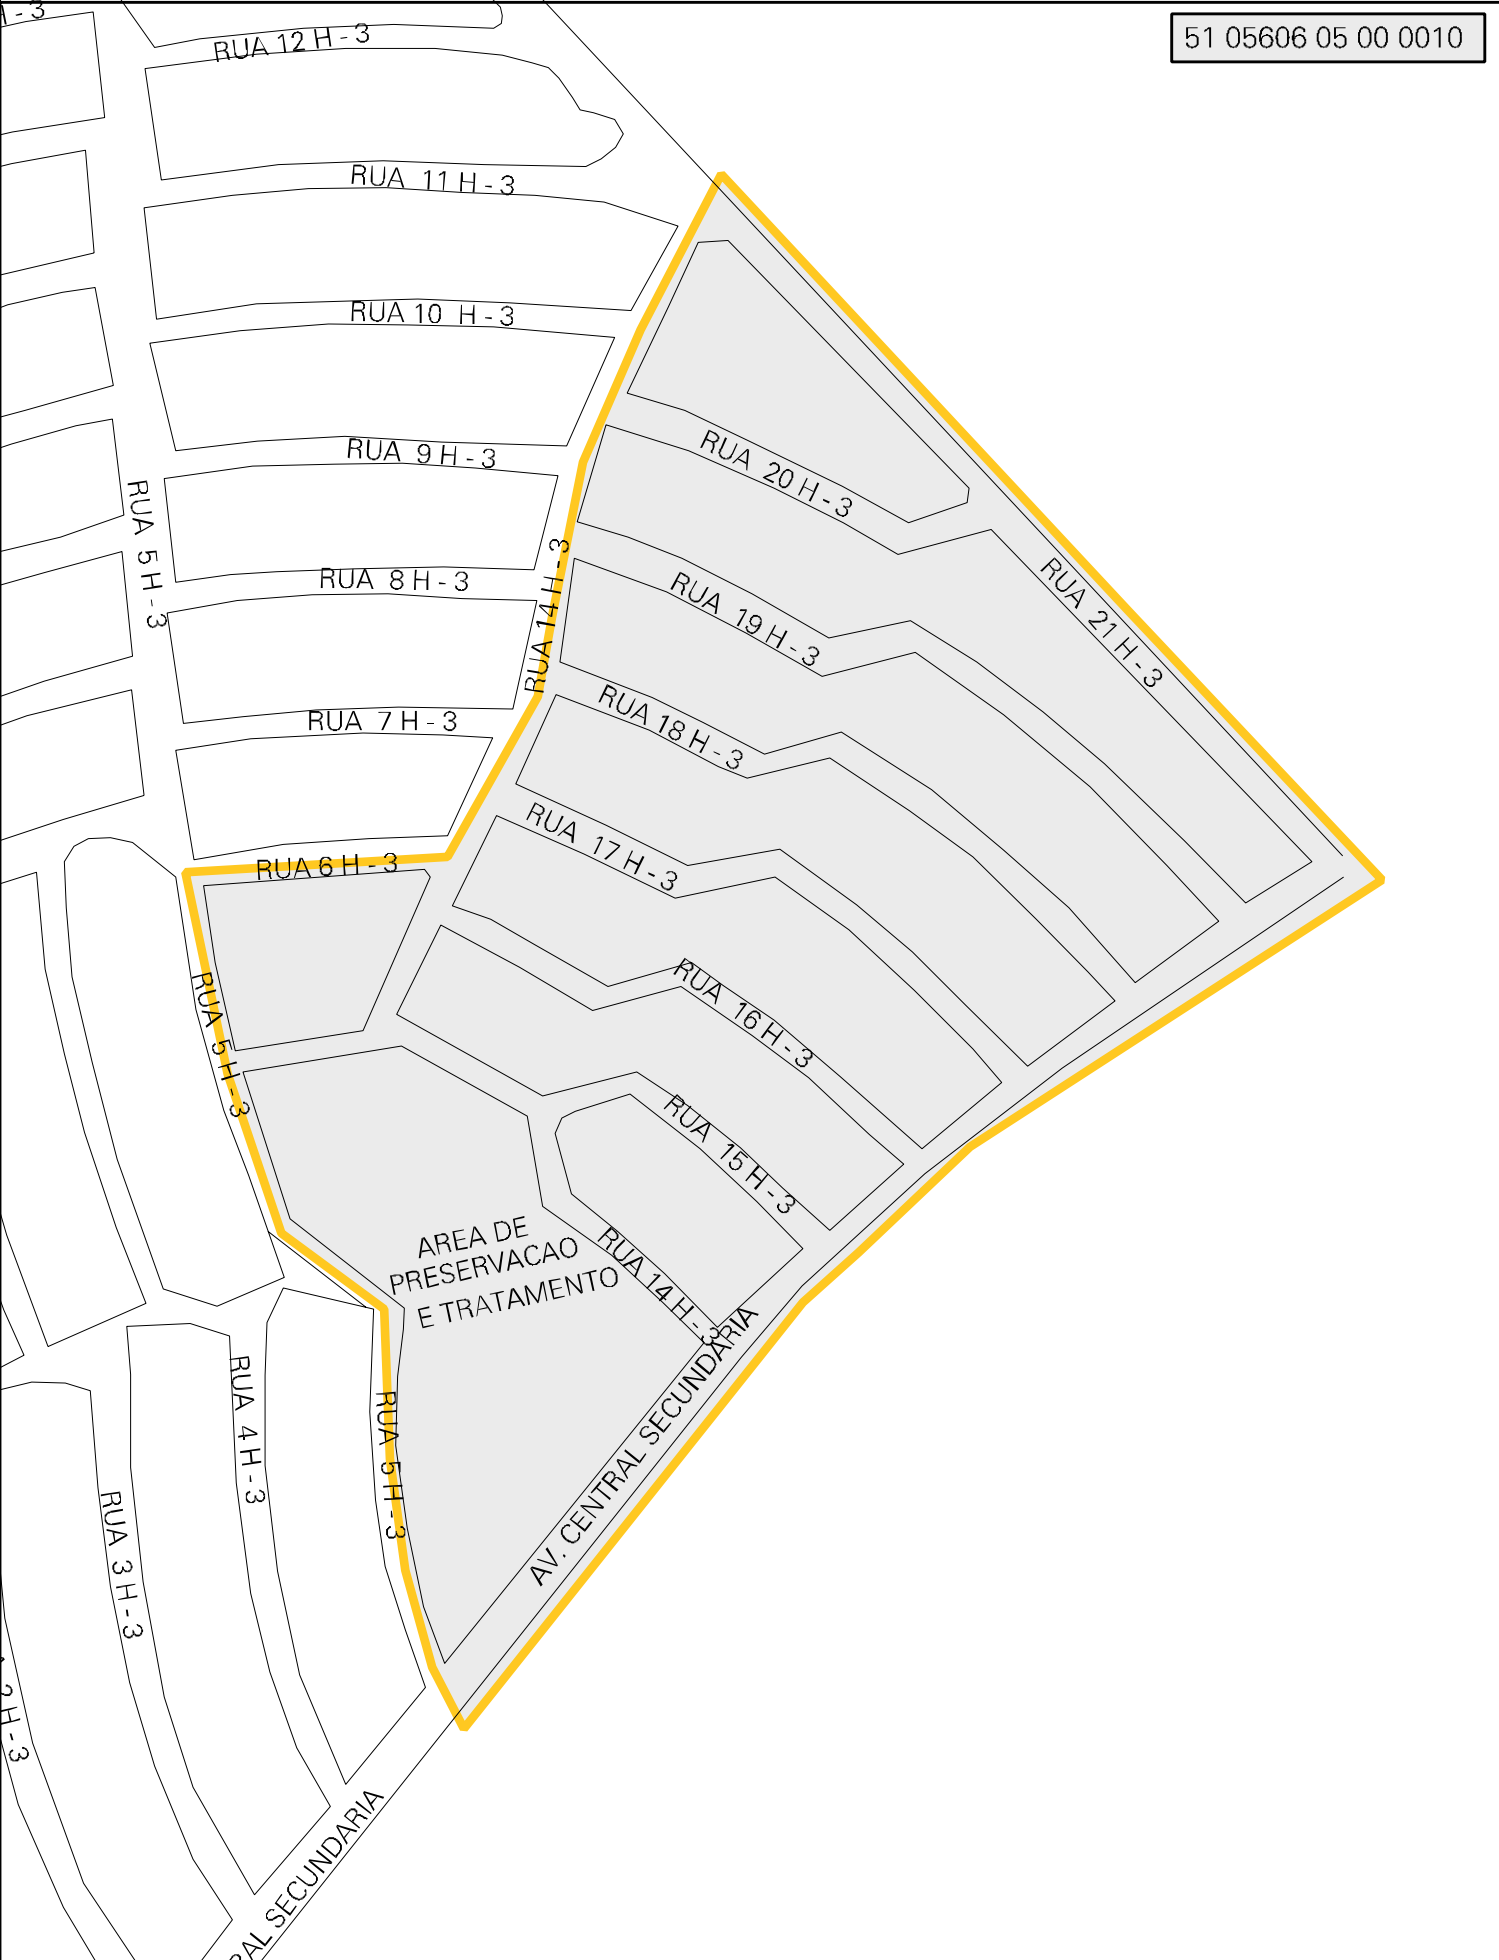 H - 3
51 05606 05 00 0010
RUA 12 H - 3
RUA 11 H - 3
RUA 10 H - 3
RUA 9 H - 3
RUA 20 H - 3
RUA 5 H - 3
RUA 8 H - 3
RUA 14 H - 3
RUA 19 H - 3
RUA 21 H - 3
RUA 7 H - 3
RUA 18 H - 3
RUA 6 H - 3
RUA 17 H - 3
RUA 5 H - 3
RUA 16 H - 3
RUA 15 H - 3
AREA DE
PRESERVACAO
E TRATAMENTO
RUA 14 H - 3
AV. CENTRAL SECUNDARIA
RUA 4 H - 3
RUA 5 H - 3
RUA 3 H - 3
2 H - 3
RAL SECUNDARIA